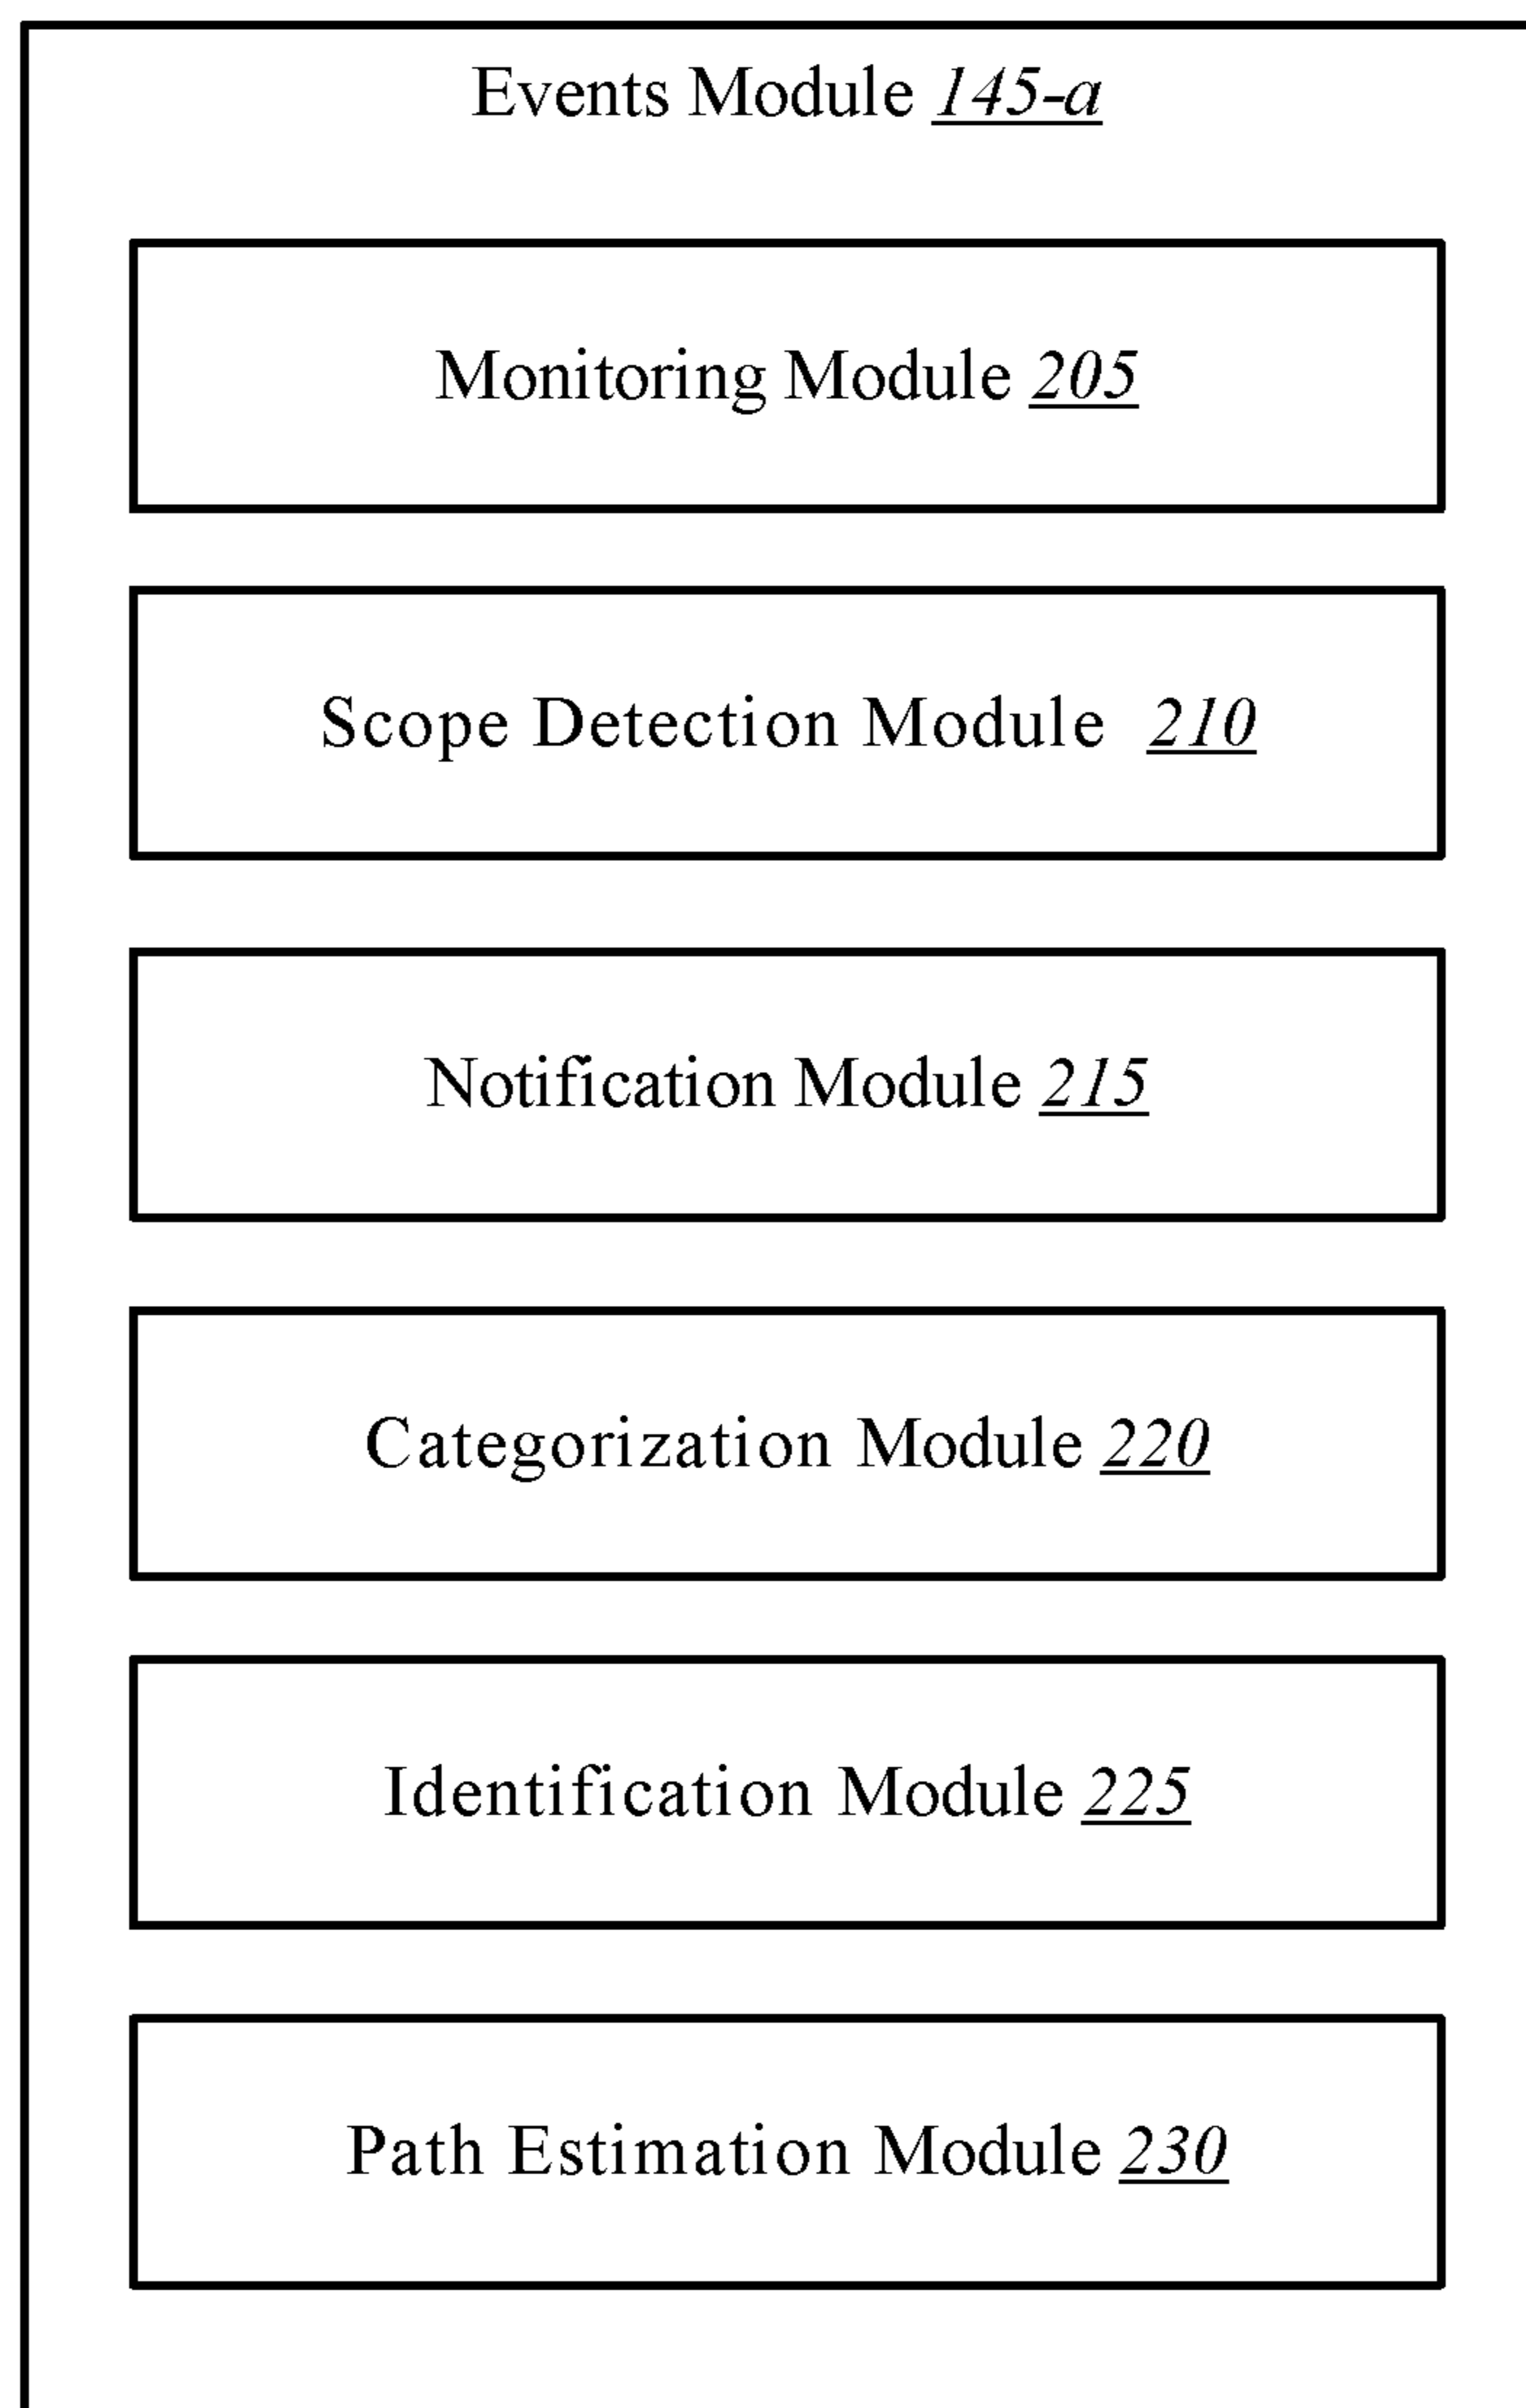 Events Module 145-a
Monitoring Module 205
Scope Detection Module 210
Notification Module 215
Categorization Module 220
Identification Module 225
Path Estimation Module 230